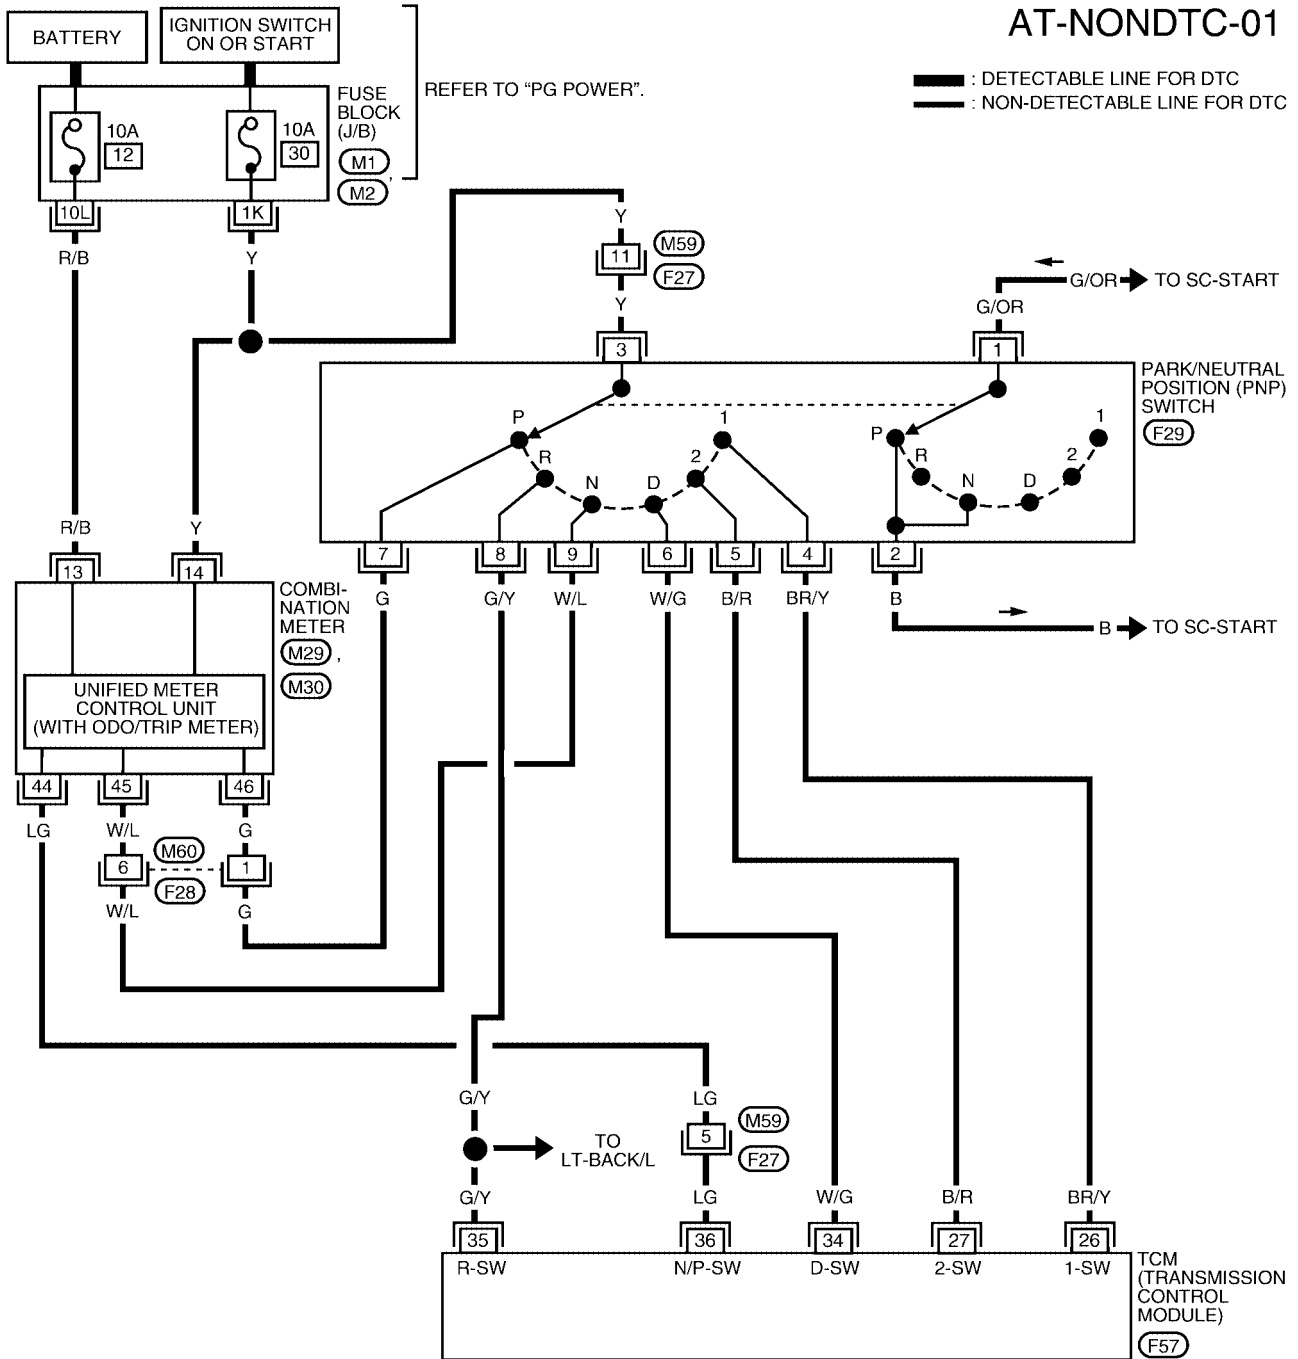 AT-NONDTC-01
BATTERY
IGNITION SWITCH
ON OR START
REFER TO “PG POWER”.
: DETECTABLE LINE FOR DTC
: NON-DETECTABLE LINE FOR DTC
FUSE
BLOCK
(J/B)
10A
12
10A
30
M1
,
M2
10L
1K
R/B
Y
Y
11
M59
F27
Y
G/OR
TO SC-START
G/OR
3
1
PARK/NEUTRAL
POSITION (PNP)
SWITCH
F29
P
R
N
D
2
1
P
R
N
D
2
1
R/B
Y
13
14
7
8
9
6
5
4
2
COMBI-
NATION
METER
M29 ,
M30
G
G/Y
W/L
W/G
B/R
BR/Y
B
B
TO SC-START
UNIFIED METER
CONTROL UNIT
(WITH ODO/TRIP METER)
44
45
46
LG
W/L
G
6
M60
F28
1
W/L
G
G/Y
LG
TO
LT-BACK/L
5
M59
F27
G/Y
LG
W/G
B/R
BR/Y
35
36
34
27
26
R-SW
N/P-SW
D-SW
2-SW
1-SW
TCM
(TRANSMISSION
CONTROL
MODULE)
F57